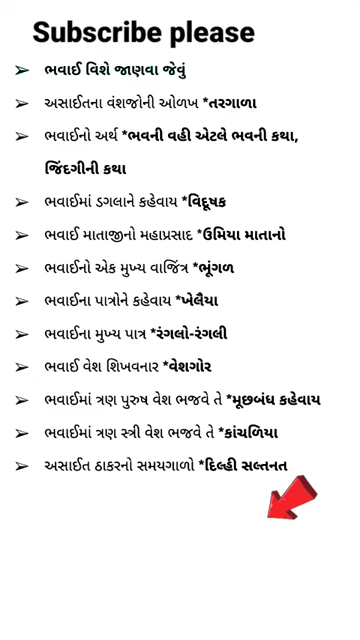 Subscribe please
➢ ભવાઈ વિશે જાણવા જેવું
➢ અસાઈતના વંશજોની ઓળખ *તરગાળા
➢ ભવાઈનો અર્થ *ભવની વહી એટલે ભવની કથા,
જિંદગીની કથા
➢ ભવાઈમાં ડગલાને કહેવાય *વિદૂષક
➢ ભવાઈ માતાજીનો મહાપ્રસાદ *ઉમિયા માતાનો
➢ ભવાઈનો એક મુખ્ય વાજિંત્ર *ભૂંગળ
➢ ભવાઈના પાત્રોને કહેવાય *ખેલૈયા
➢ ભવાઈના મુખ્ય પાત્ર *રંગલો-રંગલી
➢ ભવાઈ વેશ શિખવનાર *વેશગોર
➢ ભવાઈમાં ત્રણ પુરુષ વેશ ભજવે તે *મૂછબંધ કહેવાય
➢ ભવાઈમાં ત્રણ સ્ત્રી વેશ ભજવે તે *કાંચળિયા
➢ અસાઈત ઠાકરનો સમયગાળો *દિલ્હી સલ્તનત